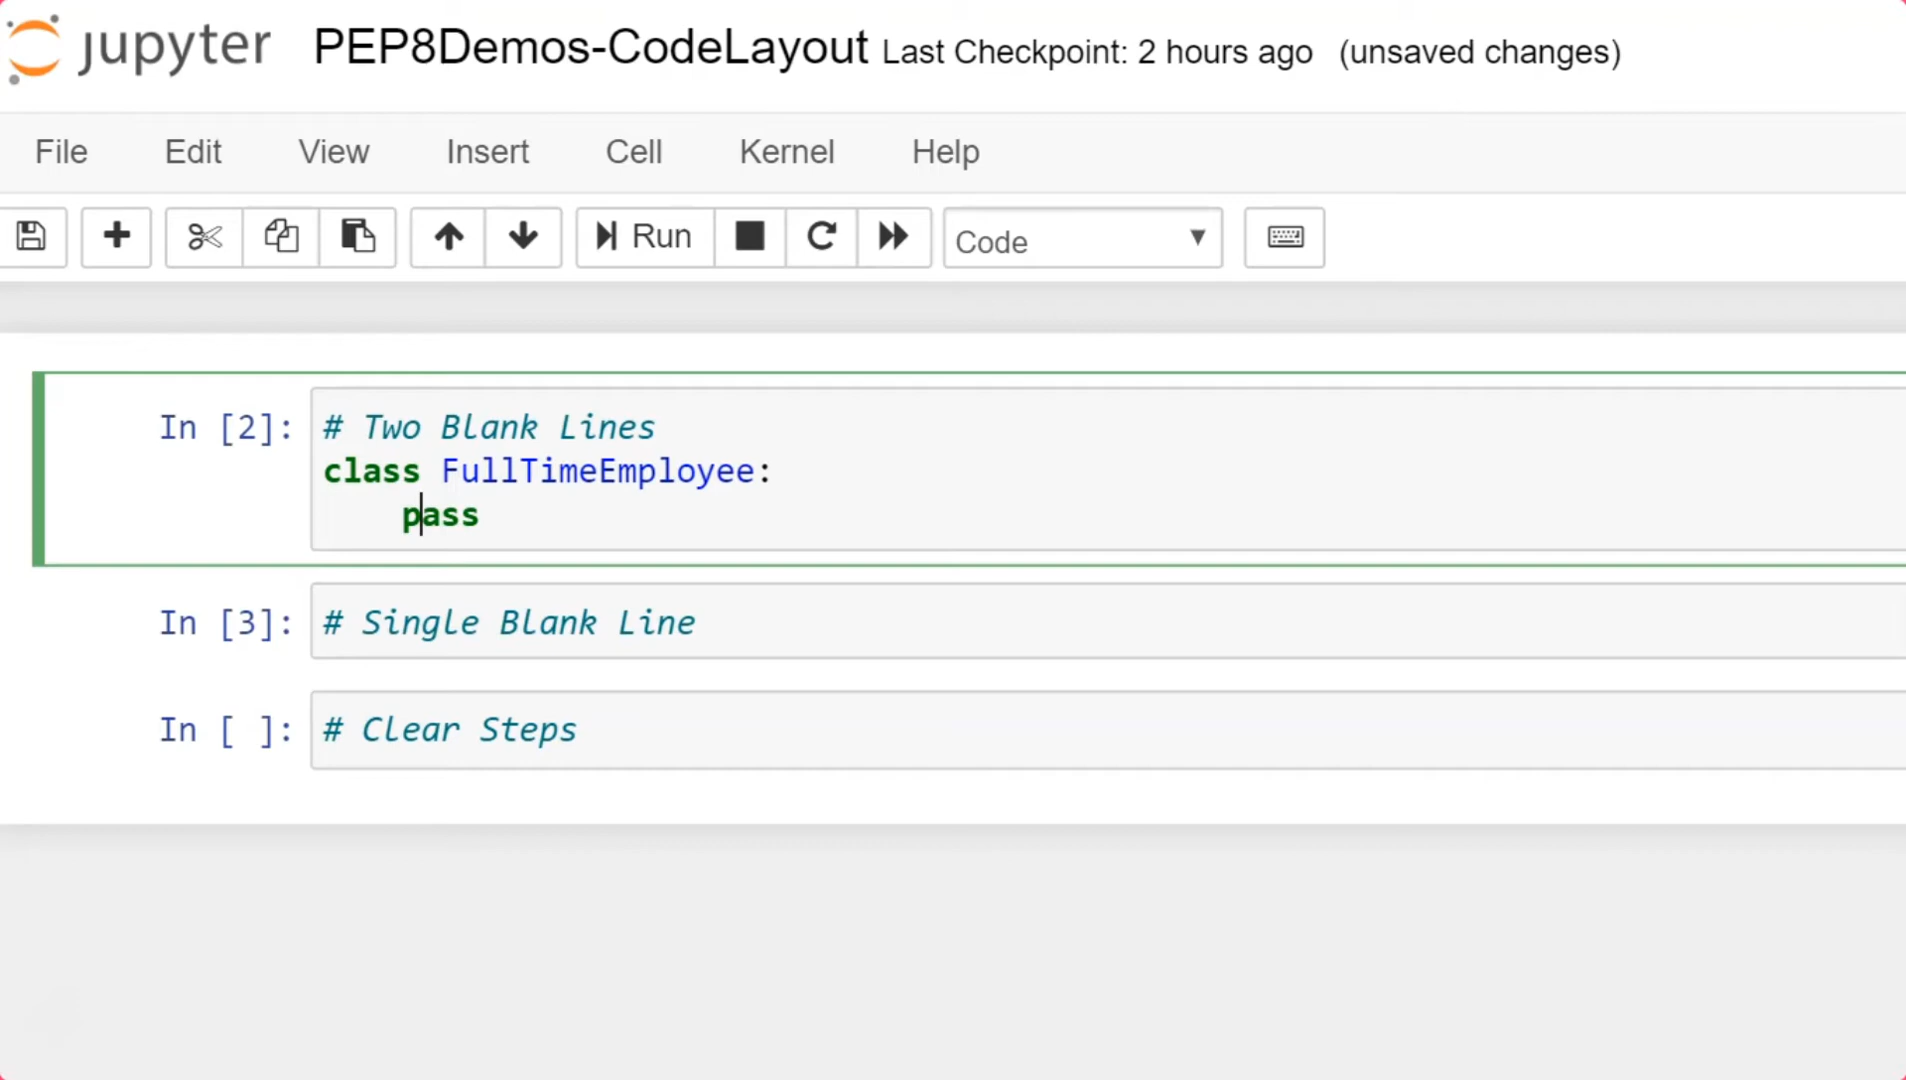 jupyter PEP8Demos-CodeLayout Last Checkpoint: 2 hours ago (unsaved changes)
File Edit View Insert Cell Kernel Help
Run Code
In [2]: # Two Blank Lines
class FullTimeEmployee:
    pass
In [3]: # Single Blank Line
In [ ]: # Clear Steps